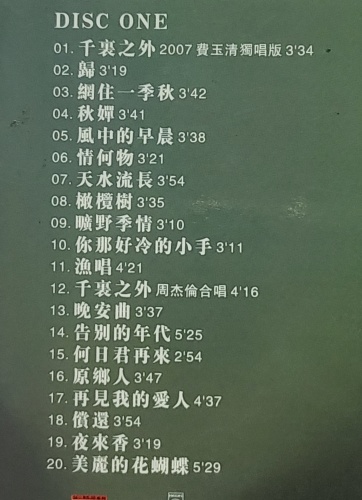 DISC ONE
01. 千裏之外 2007 費玉清獨唱版 3'34
02. 歸 3'19
03. 網住一季秋 3'42
04. 秋嬋 3'41
05. 風中的早晨 3'38
06. 情何物 3'21
07. 天水流長 3'54
08. 橄欖樹 3'35
09. 曠野季情 3'10
10. 你那好冷的小手 3'11
11. 漁唱 4'21
12. 千裏之外 周杰倫合唱 4'16
13. 晚安曲 3'37
14. 告別的年代 5'25
15. 何日君再來 2'54
16. 原鄉人 3'47
17. 再見我的愛人 4'37
18. 償還 3'54
19. 夜來香 3'19
20. 美麗的花蝴蝶 5'29